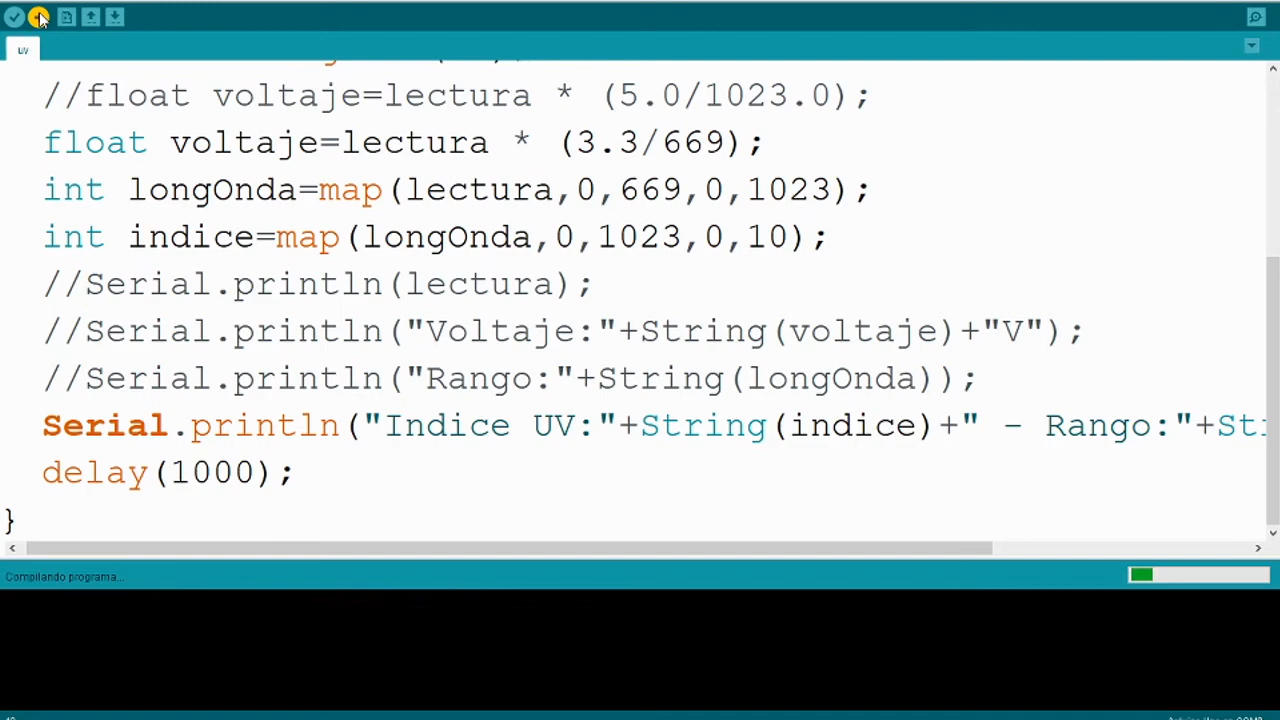 uv
//float voltaje=lectura * (5.0/1023.0);
float voltaje=lectura * (3.3/669);
int longOnda=map(lectura,0,669,0,1023);
int indice=map(longOnda,0,1023,0,10);
//Serial.println(lectura);
//Serial.println("Voltaje:"+String(voltaje)+"V");
//Serial.println("Rango:"+String(longOnda));
Serial.println("Indice UV:"+String(indice)+" - Rango:"+Str
delay(1000);
}
Compilando programa...